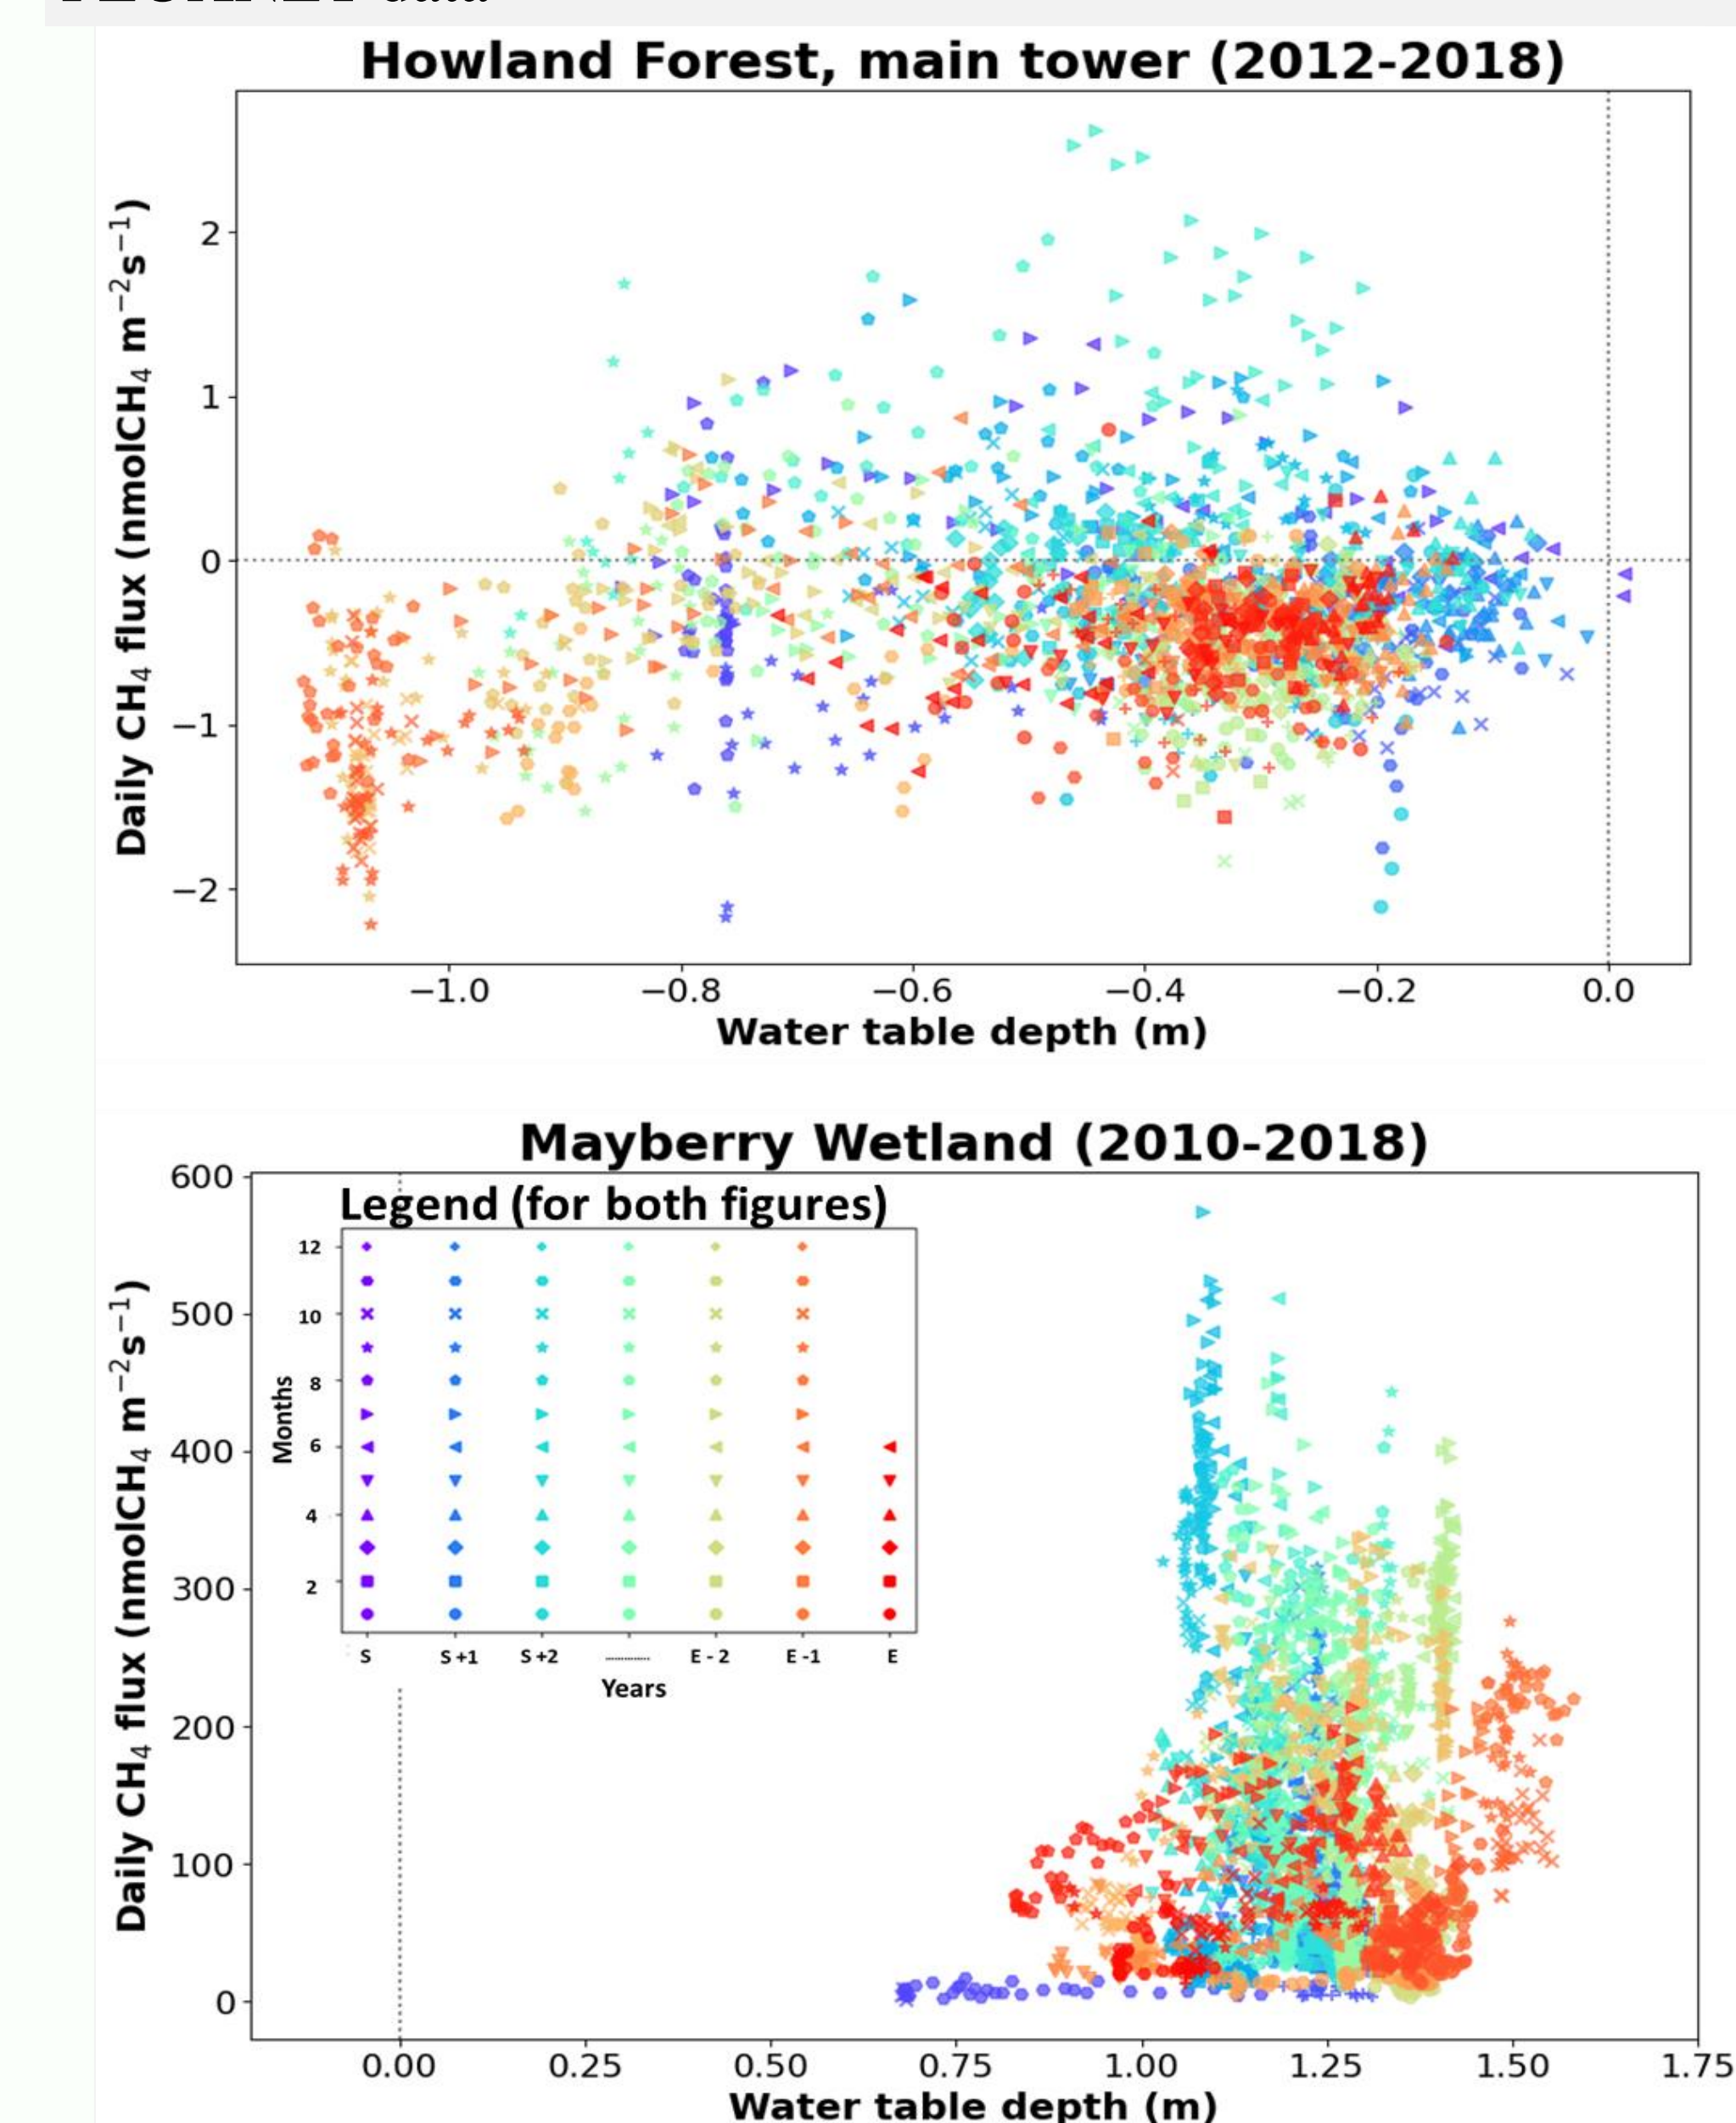 Howland Forest, main tower (2012-2018)
Daily CH₄ flux (nmolCH₄ m⁻²s⁻¹)
2
1
0
−1
−2
−1.0 −0.8 −0.6 −0.4 −0.2 0.0
Water table depth (m)
Mayberry Wetland (2010-2018)
Daily CH₄ flux (nmolCH₄ m⁻²s⁻¹)
600
500
400
300
200
100
0
Legend (for both figures)
Months
12
10
8
6
4
2
S S +1 S +2 .............. E - 2 E -1 E
Years
0.00 0.25 0.50 0.75 1.00 1.25 1.50 1.75
Water table depth (m)